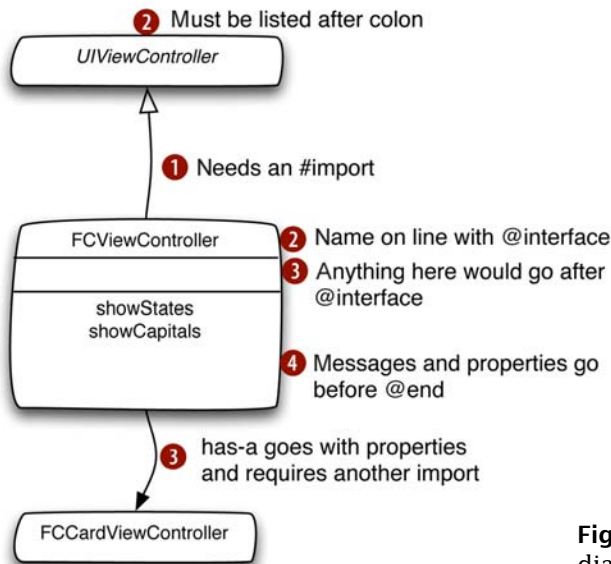 2 Must be listed after colon
UIViewController
1 Needs an #import
FCViewController
2 Name on line with @interface
3 Anything here would go after
@interface
showStates
showCapitals
4 Messages and properties go
before @end
3 has-a goes with properties
and requires another import
FCCardViewController
Fig
dia